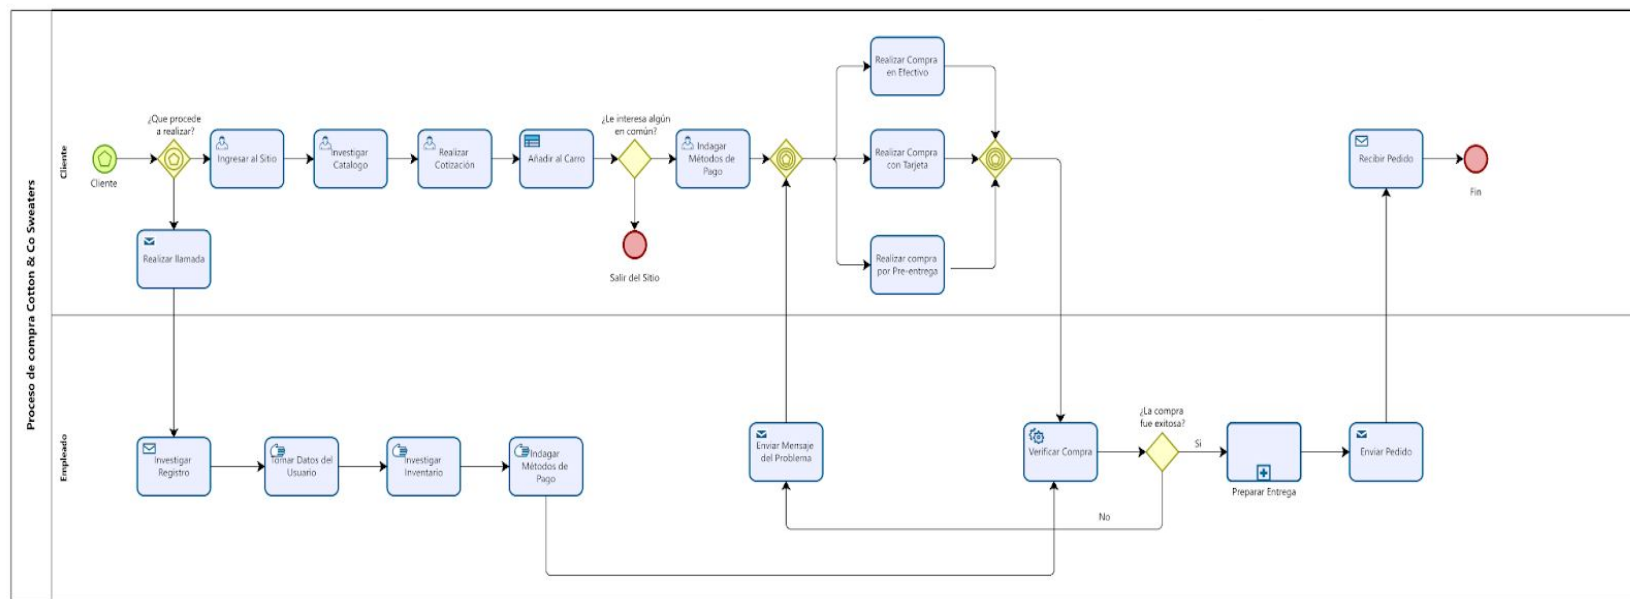 Proceso de compra Cotton & Co Sweaters
Cliente
Cliente
¿Que procede
a realizar?
Ingresar al Sitio
Investigar
Catalogo
Realizar
Cotización
Añadir al Carro
¿Le interesa algún
en común?
Salir del Sitio
Indagar
Métodos de
Pago
Realizar Compra
en Efectivo
Realizar Compra
con Tarjeta
Realizar compra
por Pre-entrega
Recibir Pedido
Fin
Realizar llamada
Empleado
Investigar
Registro
Tomar Datos del
Usuario
Investigar
Inventario
Indagar
Métodos de
Pago
Enviar Mensaje
del Problema
Verificar Compra
¿La compra
fue exitosa?
Si
No
Preparar Entrega
Enviar Pedido